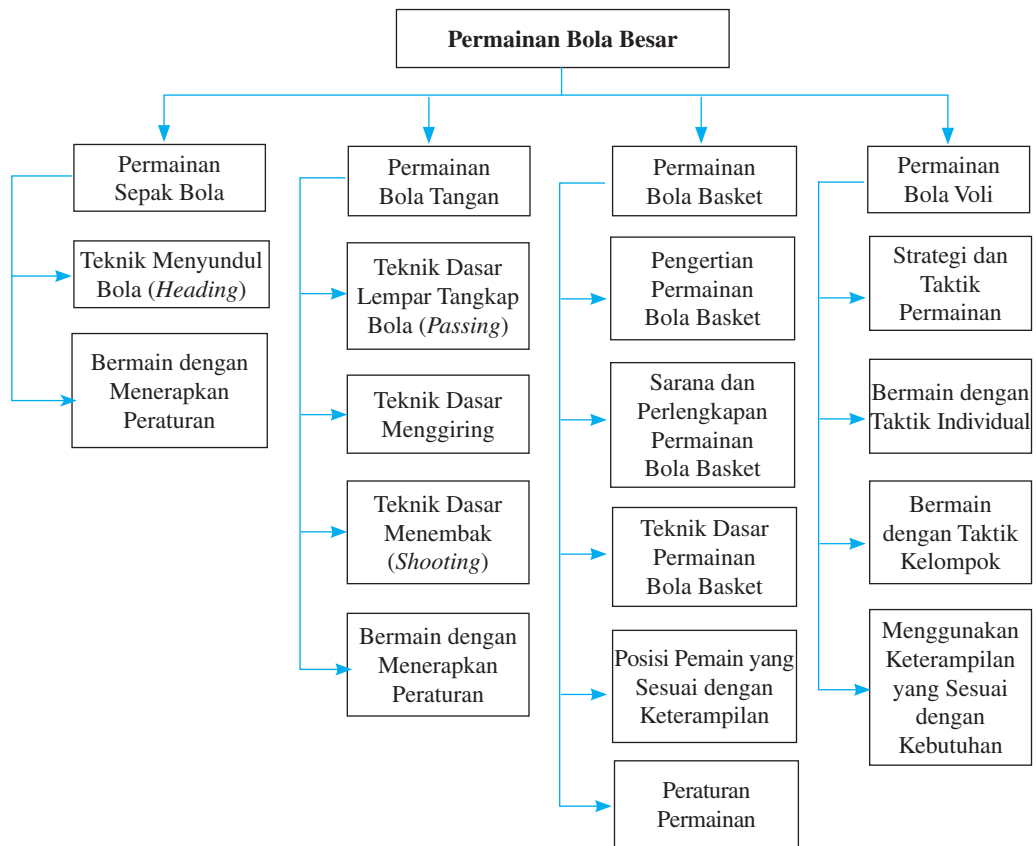 Permainan Bola Besar
Permainan
Sepak Bola
Teknik Menyundul
Bola (Heading)
Bermain dengan
Menerapkan
Peraturan
Permainan
Bola Tangan
Teknik Dasar
Lempar Tangkap
Bola (Passing)
Teknik Dasar
Menggiring
Teknik Dasar
Menembak
(Shooting)
Bermain dengan
Menerapkan
Peraturan
Permainan
Bola Basket
Pengertian
Permainan
Bola Basket
Sarana dan
Perlengkapan
Permainan
Bola Basket
Teknik Dasar
Permainan
Bola Basket
Posisi Pemain yang
Sesuai dengan
Keterampilan
Peraturan
Permainan
Permainan
Bola Voli
Strategi dan
Taktik
Permainan
Bermain dengan
Taktik Individual
Bermain
dengan Taktik
Kelompok
Menggunakan
Keterampilan
yang Sesuai
dengan
Kebutuhan